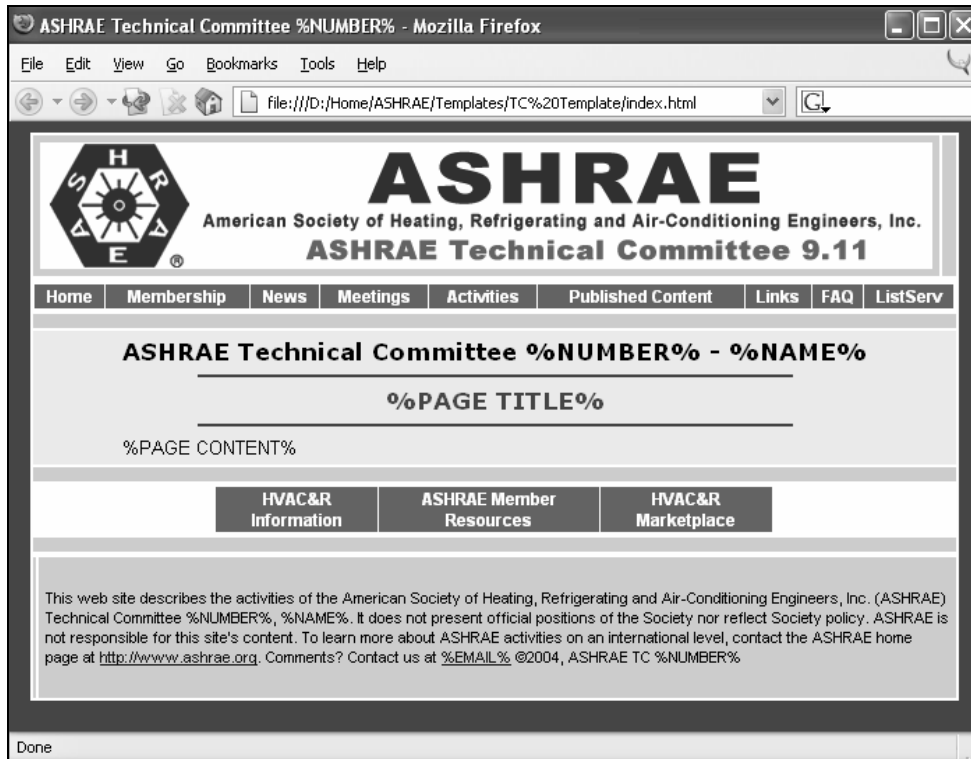 ASHRAE Technical Committee %NUMBER% - Mozilla Firefox
File Edit View Go Bookmarks Tools Help
file:///D:/Home/ASHRAE/Templates/TC%20Template/index.html G
ASHRAE
ASHRAE
American Society of Heating, Refrigerating and Air-Conditioning Engineers, Inc.
ASHRAE Technical Committee 9.11
®
Home Membership News Meetings Activities Published Content Links FAQ ListServ
ASHRAE Technical Committee %NUMBER% - %NAME%
%PAGE TITLE%
%PAGE CONTENT%
HVAC&R Information ASHRAE Member Resources HVAC&R Marketplace
This web site describes the activities of the American Society of Heating, Refrigerating and Air-Conditioning Engineers, Inc. (ASHRAE)
Technical Committee %NUMBER%, %NAME%. It does not present official positions of the Society nor reflect Society policy. ASHRAE is
not responsible for this site's content. To learn more about ASHRAE activities on an international level, contact the ASHRAE home
page at http://www.ashrae.org. Comments? Contact us at %EMAIL% ©2004, ASHRAE TC %NUMBER%
Done